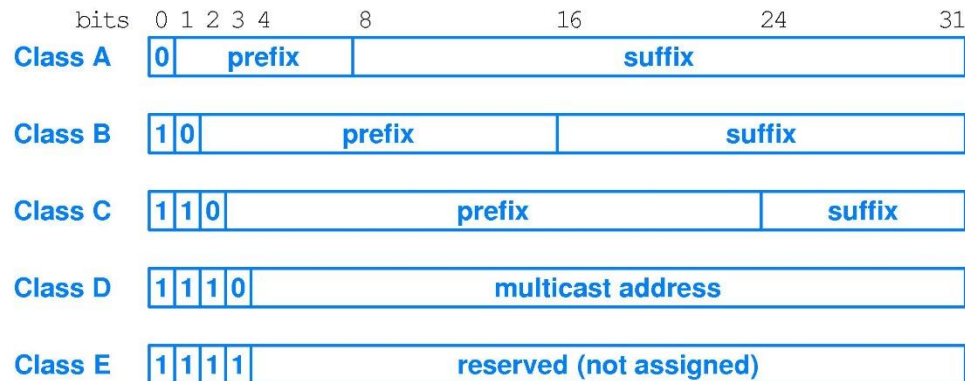 bits 0 1 2 3 4 8 16 24 31
Class A 0 prefix suffix
Class B 1 0 prefix suffix
Class C 1 1 0 prefix suffix
Class D 1 1 1 0 multicast address
Class E 1 1 1 1 reserved (not assigned)